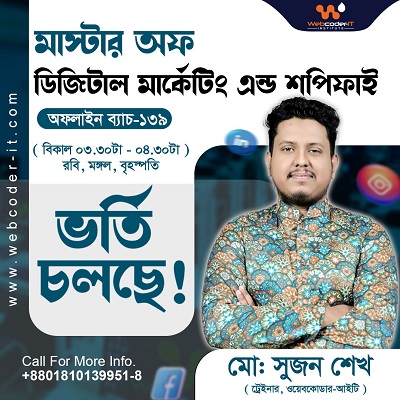 WebcoderIT
INSTITUTE
মাস্টার অফ
ডিজিটাল মার্কেটিং এন্ড শপিফাই
অফলাইন ব্যাচ-১৩৯
( বিকাল ০৩.৩০টা - ০৪.৩০টা )
রবি, মঙ্গল, বৃহস্পতি
ভর্তি
চলছে!
www.webcoder-it.com
Call For More Info.
+8801810139951-8
মো: সুজন শেখ
( ট্রেইনার, ওয়েবকোডার-আইটি )